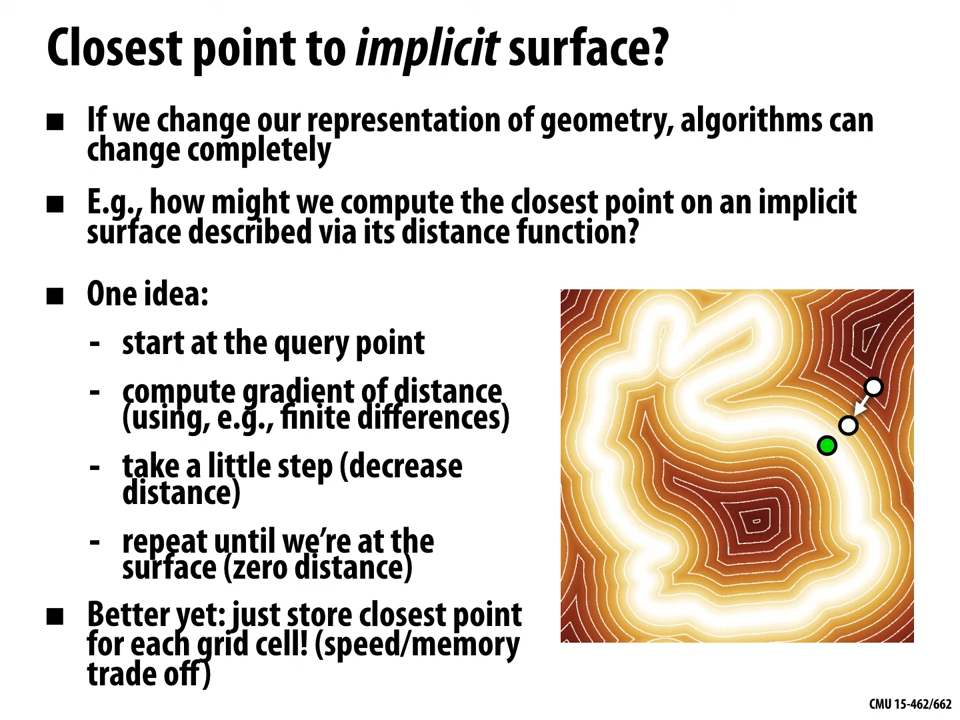 Closest point to implicit surface?
■ If we change our representation of geometry, algorithms can
change completely
■ E.g., how might we compute the closest point on an implicit
surface described via its distance function?
■ One idea:
- start at the query point
- compute gradient of distance
(using, e.g., finite differences)
- take a little step (decrease
distance)
- repeat until we’re at the
surface (zero distance)
■ Better yet: just store closest point
for each grid cell! (speed/memory
trade off)
CMU 15-462/662